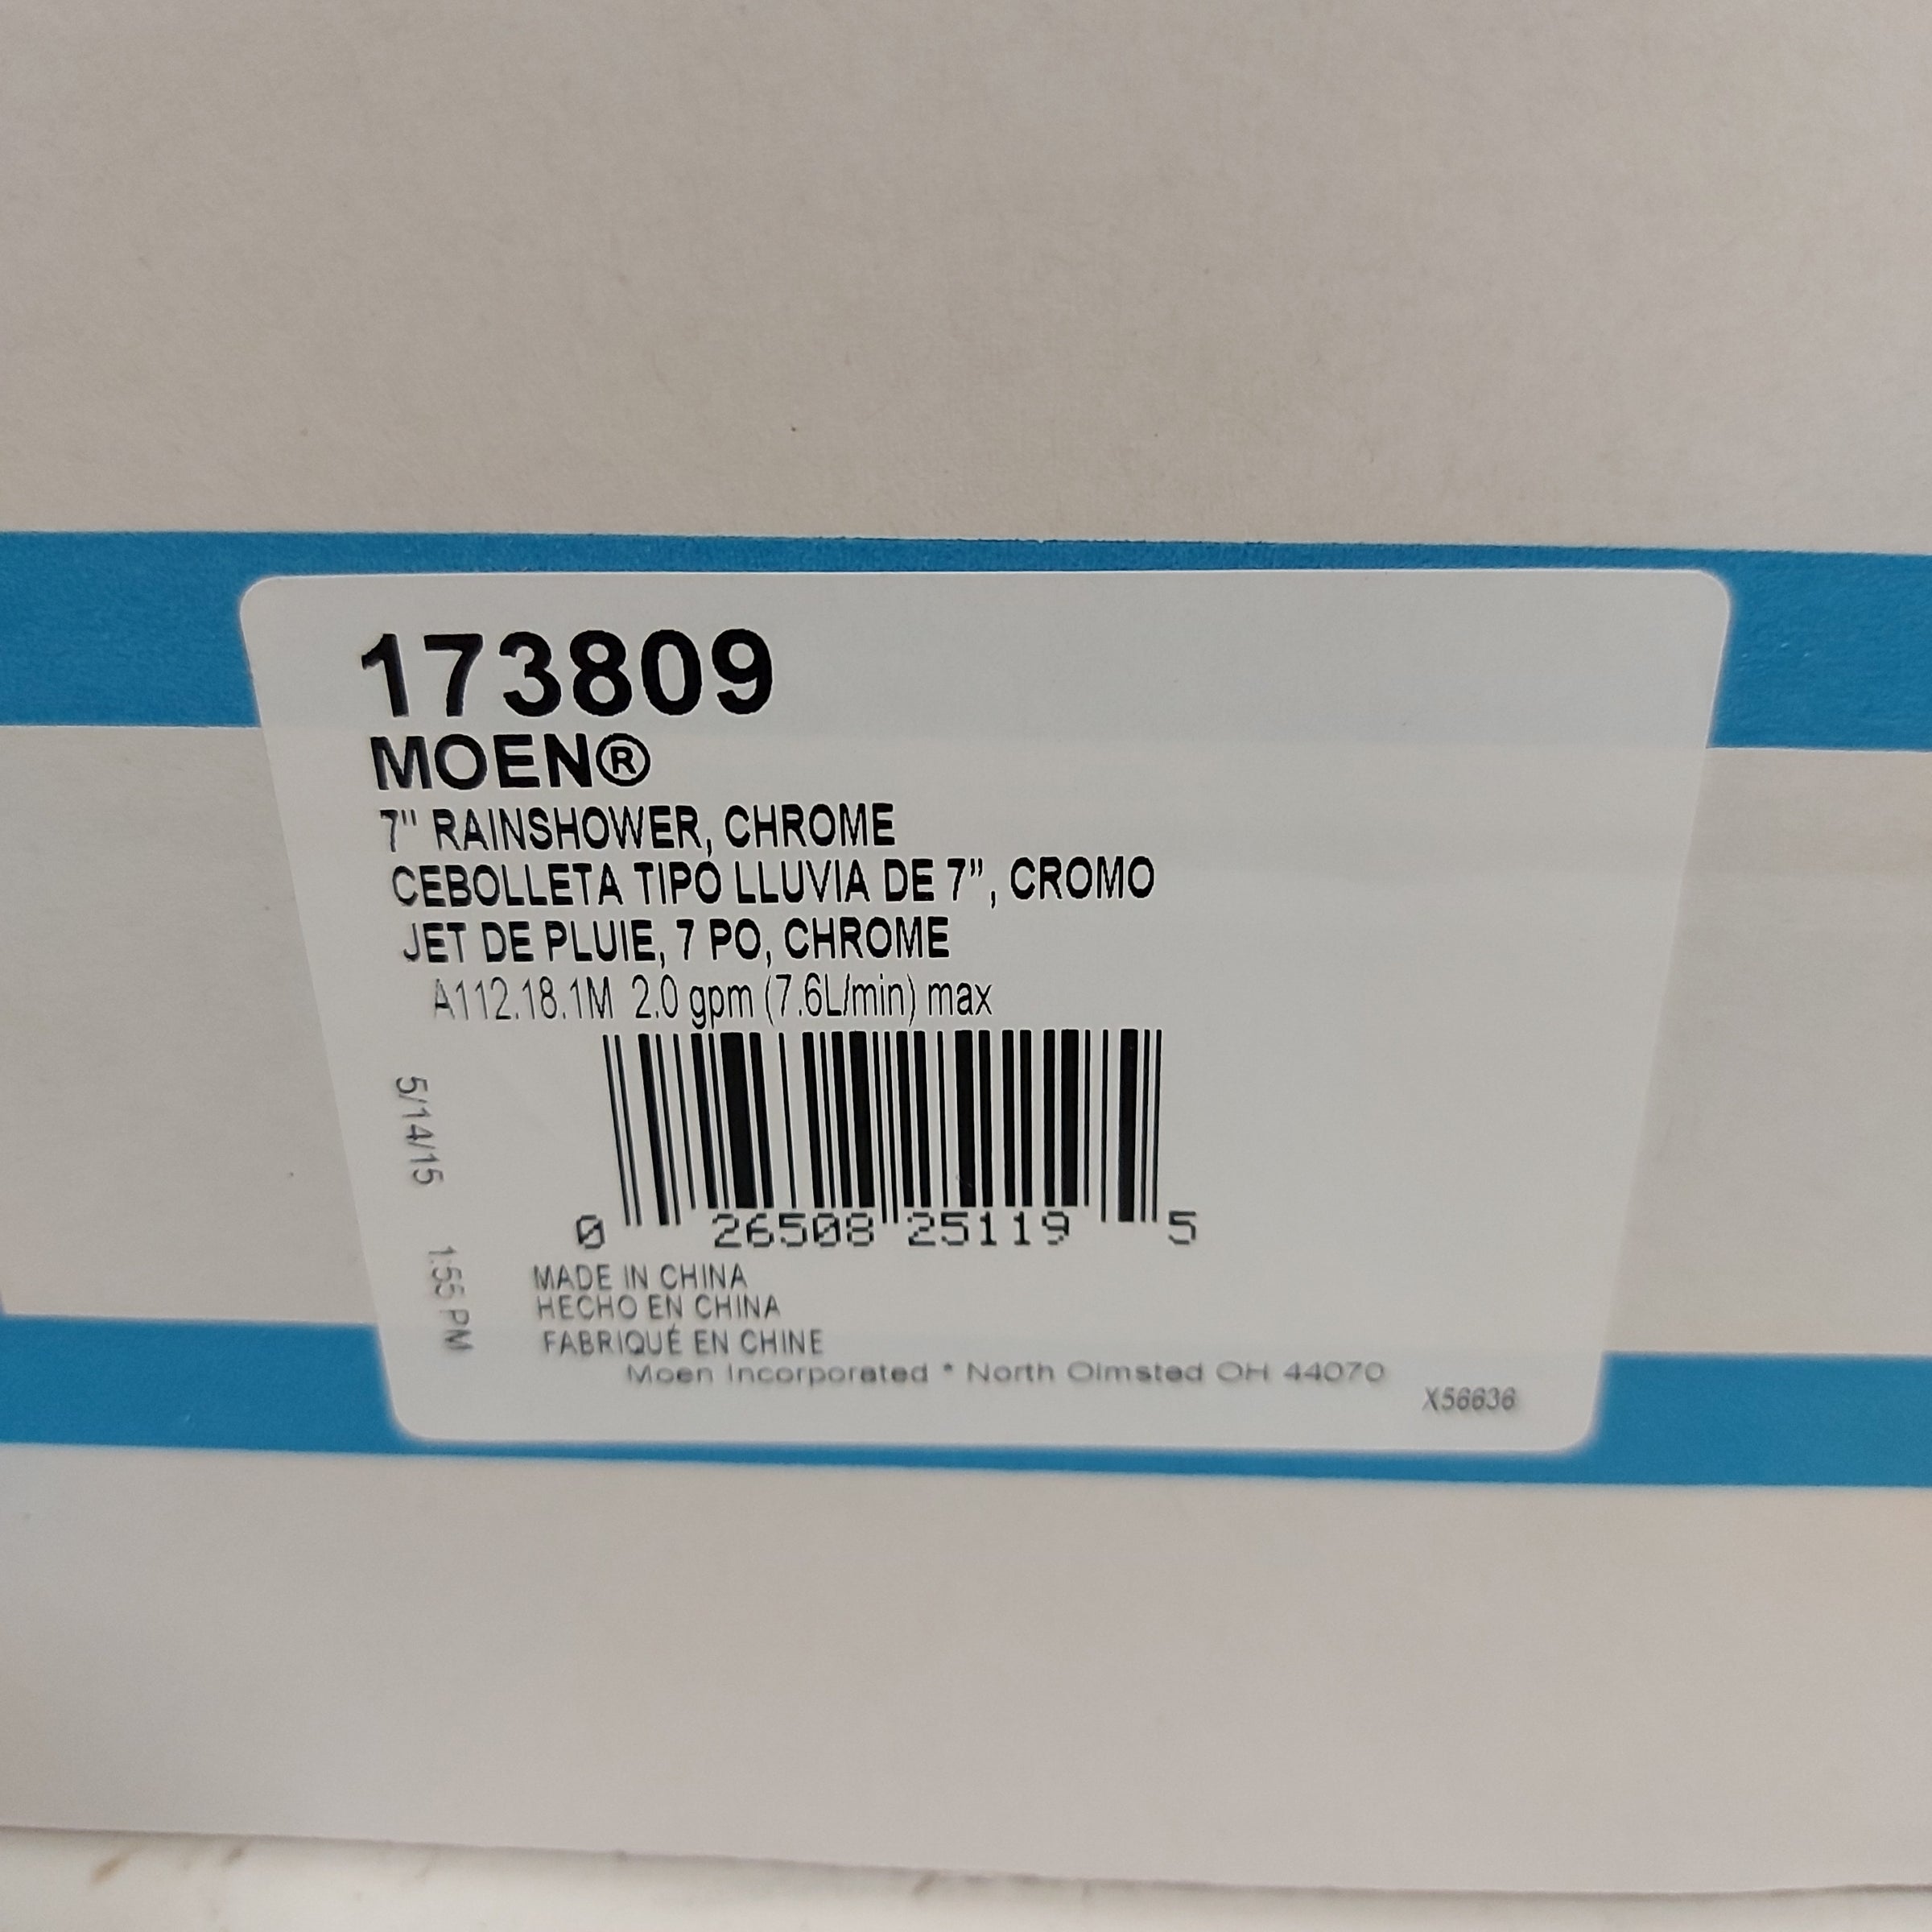 173809
MOEN®
7" RAINSHOWER, CHROME
CEBOLLETA TIPO LLUVIA DE 7”, CROMO
JET DE PLUIE, 7 PO, CHROME
A112.18.1M 2.0 gpm (7.6L/min) max
5/14/15 1:55 PM
0 26508 25119 5
MADE IN CHINA
HECHO EN CHINA
FABRIQUÉ EN CHINE
Moen Incorporated * North Olmsted OH 44070
X56636